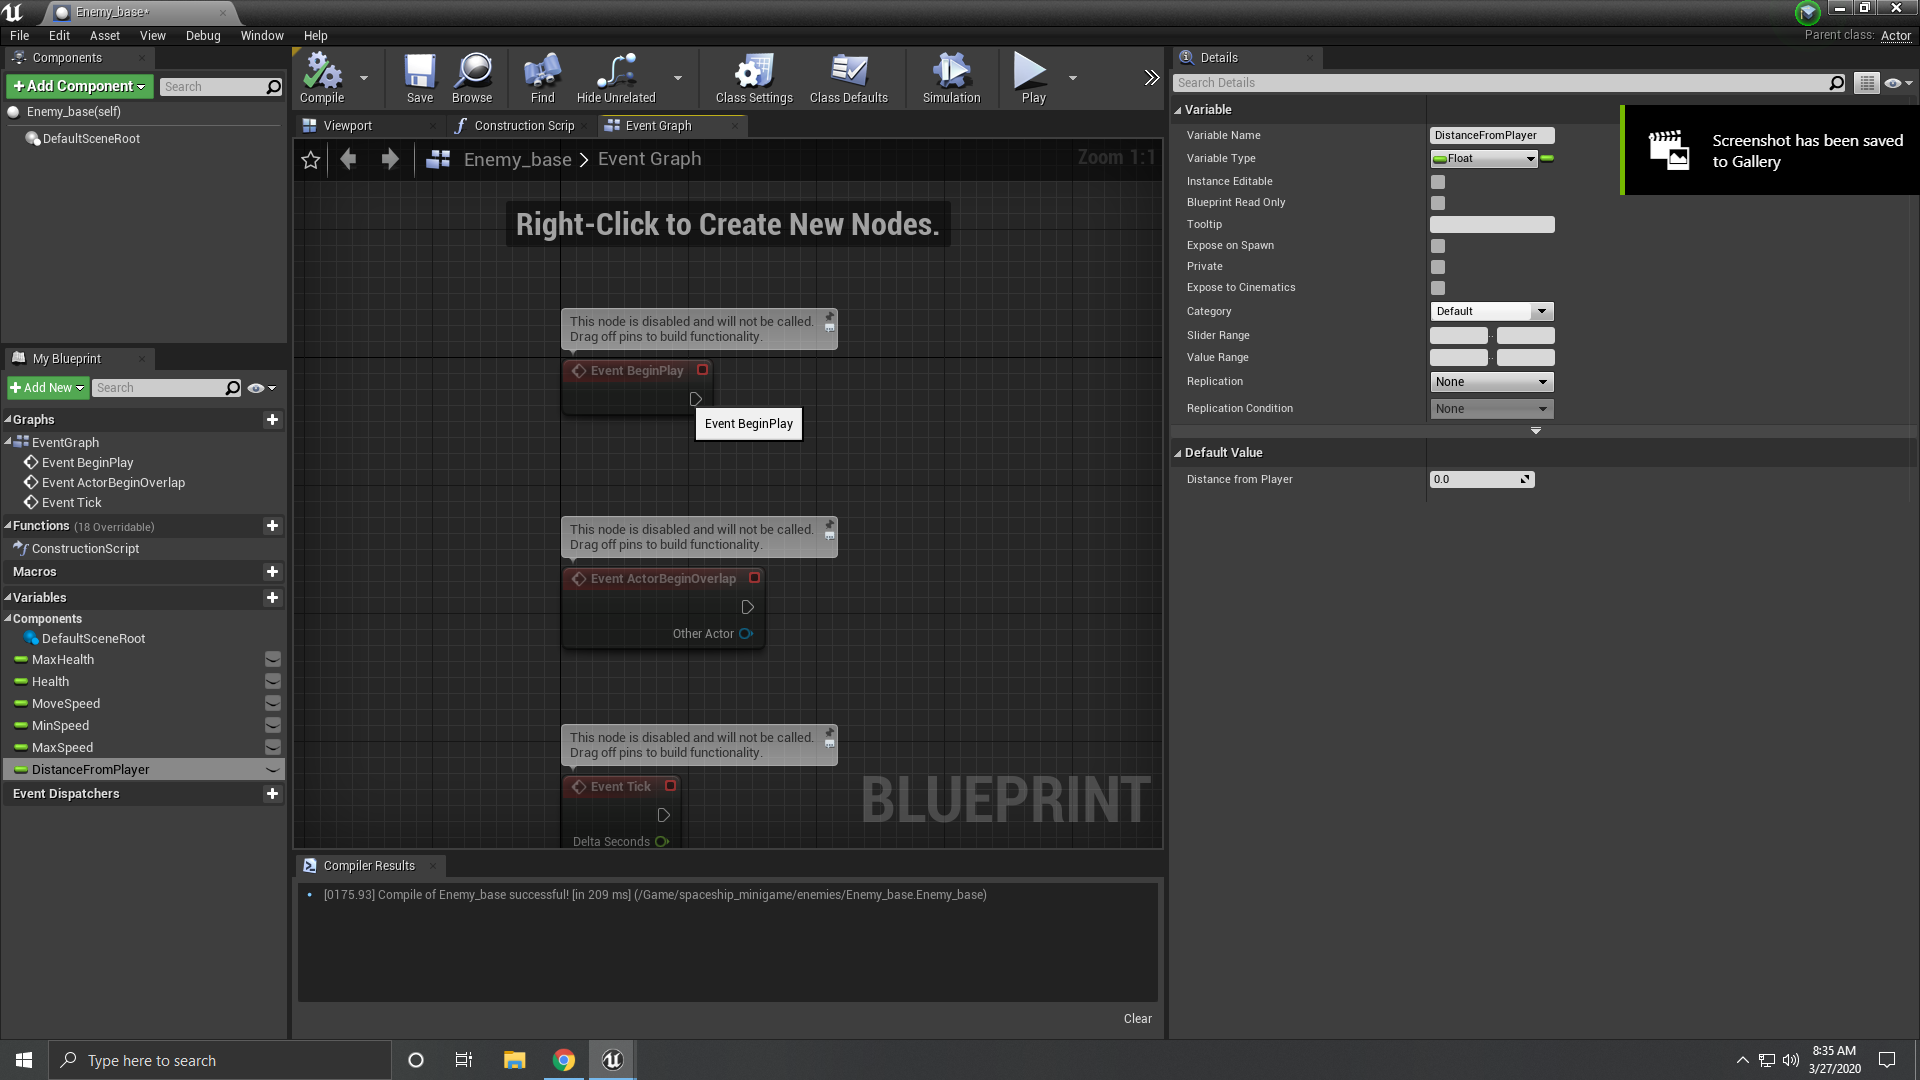 Enemy_base*
File Edit Asset View Debug Window Help
Parent class: Actor
Components
+Add Component
Search
Enemy_base(self)
DefaultSceneRoot
My Blueprint
+Add New
Search
Graphs
EventGraph
Event BeginPlay
Event ActorBeginOverlap
Event Tick
Functions (18 Overridable)
ConstructionScript
Macros
Variables
Components
DefaultSceneRoot
MaxHealth
Health
MoveSpeed
MinSpeed
MaxSpeed
DistanceFromPlayer
Event Dispatchers
Compile Save Browse Find Hide Unrelated Class Settings Class Defaults Simulation Play
Viewport Construction Scrip Event Graph
Enemy_base > Event Graph
Zoom 1:1
Right-Click to Create New Nodes.
This node is disabled and will not be called.
Drag off pins to build functionality.
Event BeginPlay
Event BeginPlay
This node is disabled and will not be called.
Drag off pins to build functionality.
Event ActorBeginOverlap
Other Actor
This node is disabled and will not be called.
Drag off pins to build functionality.
Event Tick
Delta Seconds
BLUEPRINT
Compiler Results
[0175.93] Compile of Enemy_base successful! [in 209 ms] (/Game/spaceship_minigame/enemies/Enemy_base.Enemy_base)
Clear
Details
Search Details
Variable
Variable Name DistanceFromPlayer
Variable Type Float
Instance Editable
Blueprint Read Only
Tooltip
Expose on Spawn
Private
Expose to Cinematics
Category Default
Slider Range
Value Range
Replication None
Replication Condition None
Default Value
Distance from Player 0.0
Screenshot has been saved
to Gallery
Type here to search
8:35 AM
3/27/2020